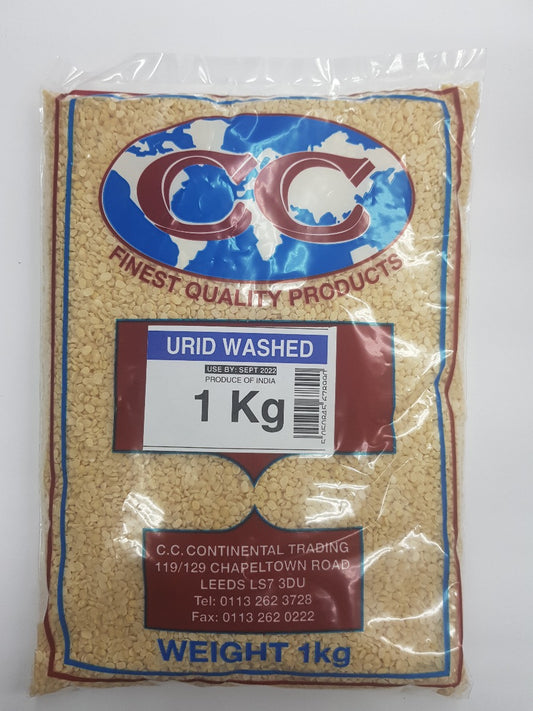 CC
FINEST QUALITY PRODUCTS
URID WASHED
USE BY: SEPT 2022
PRODUCE OF INDIA
1 Kg
C.C. CONTINENTAL TRADING
119/129 CHAPELTOWN ROAD
LEEDS LS7 3DU
Tel: 0113 262 3728
Fax: 0113 262 0222
WEIGHT 1kg